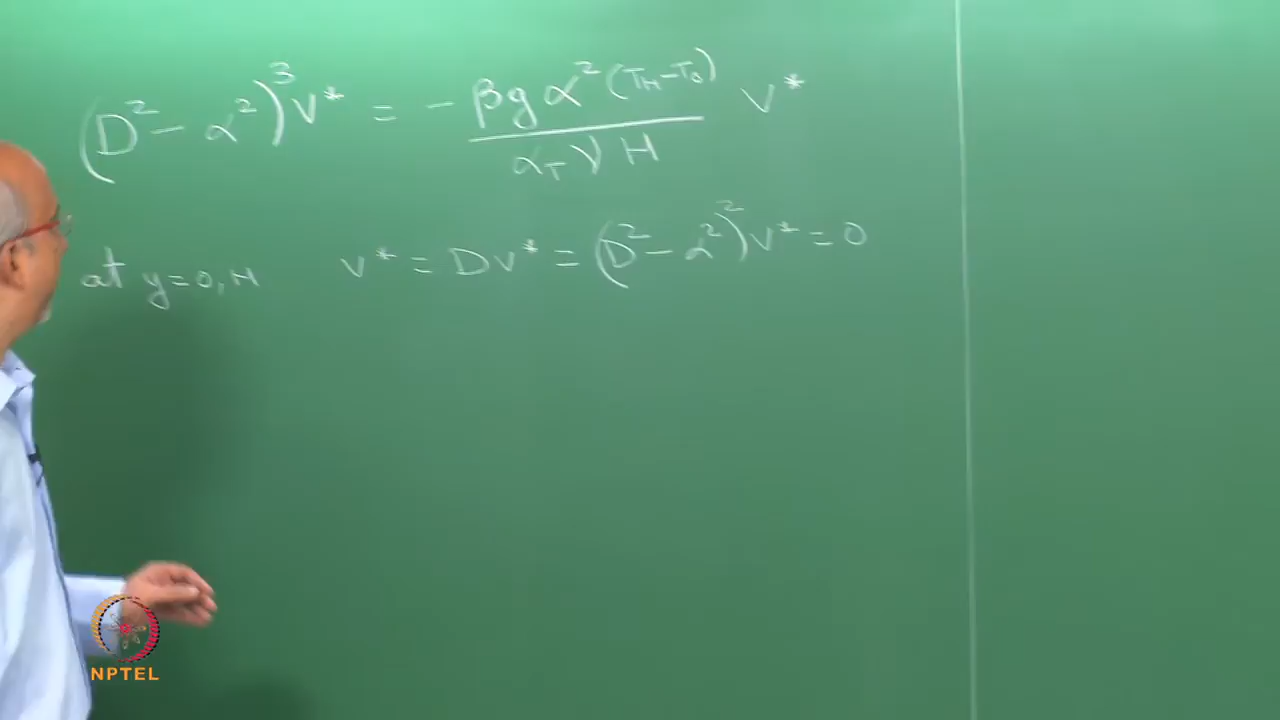 (D² - α²)³ v* = - βgα² (T_H - T_0) / α_T ν H v*
at y=0, H v* = Dv* = (D² - α²)² v* = 0
NPTEL